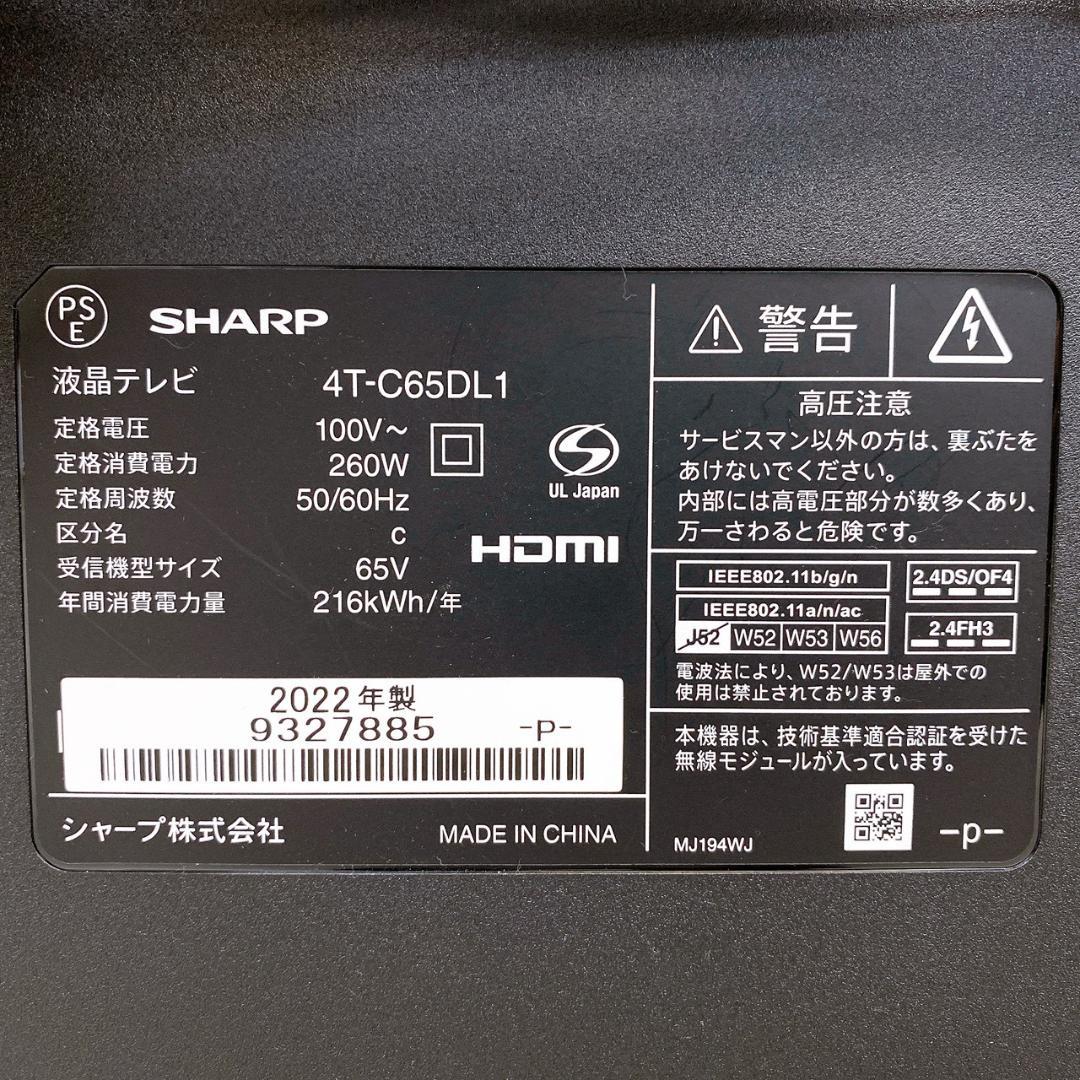 PS
E
SHARP
液晶テレビ 4T-C65DL1
定格電圧 100V~
定格消費電力 260W
定格周波数 50/60Hz
区分名 c
受信機型サイズ 65V
年間消費電力量 216kWh/年
UL Japan
HDMI
2022年製
9327885 -P-
シャープ株式会社 MADE IN CHINA
警告
高圧注意
サービスマン以外の方は、裏ぶたを
あけないでください。
内部には高電圧部分が数多くあり、
万一さわると危険です。
IEEE802.11b/g/n
IEEE802.11a/n/ac
J52 W52 W53 W56
2.4DS/OF4
2.4FH3
電波法により、W52/W53は屋外での
使用は禁止されております。
本機器は、技術基準適合認証を受けた
無線モジュールが入っています。
MJ194WJ -p-